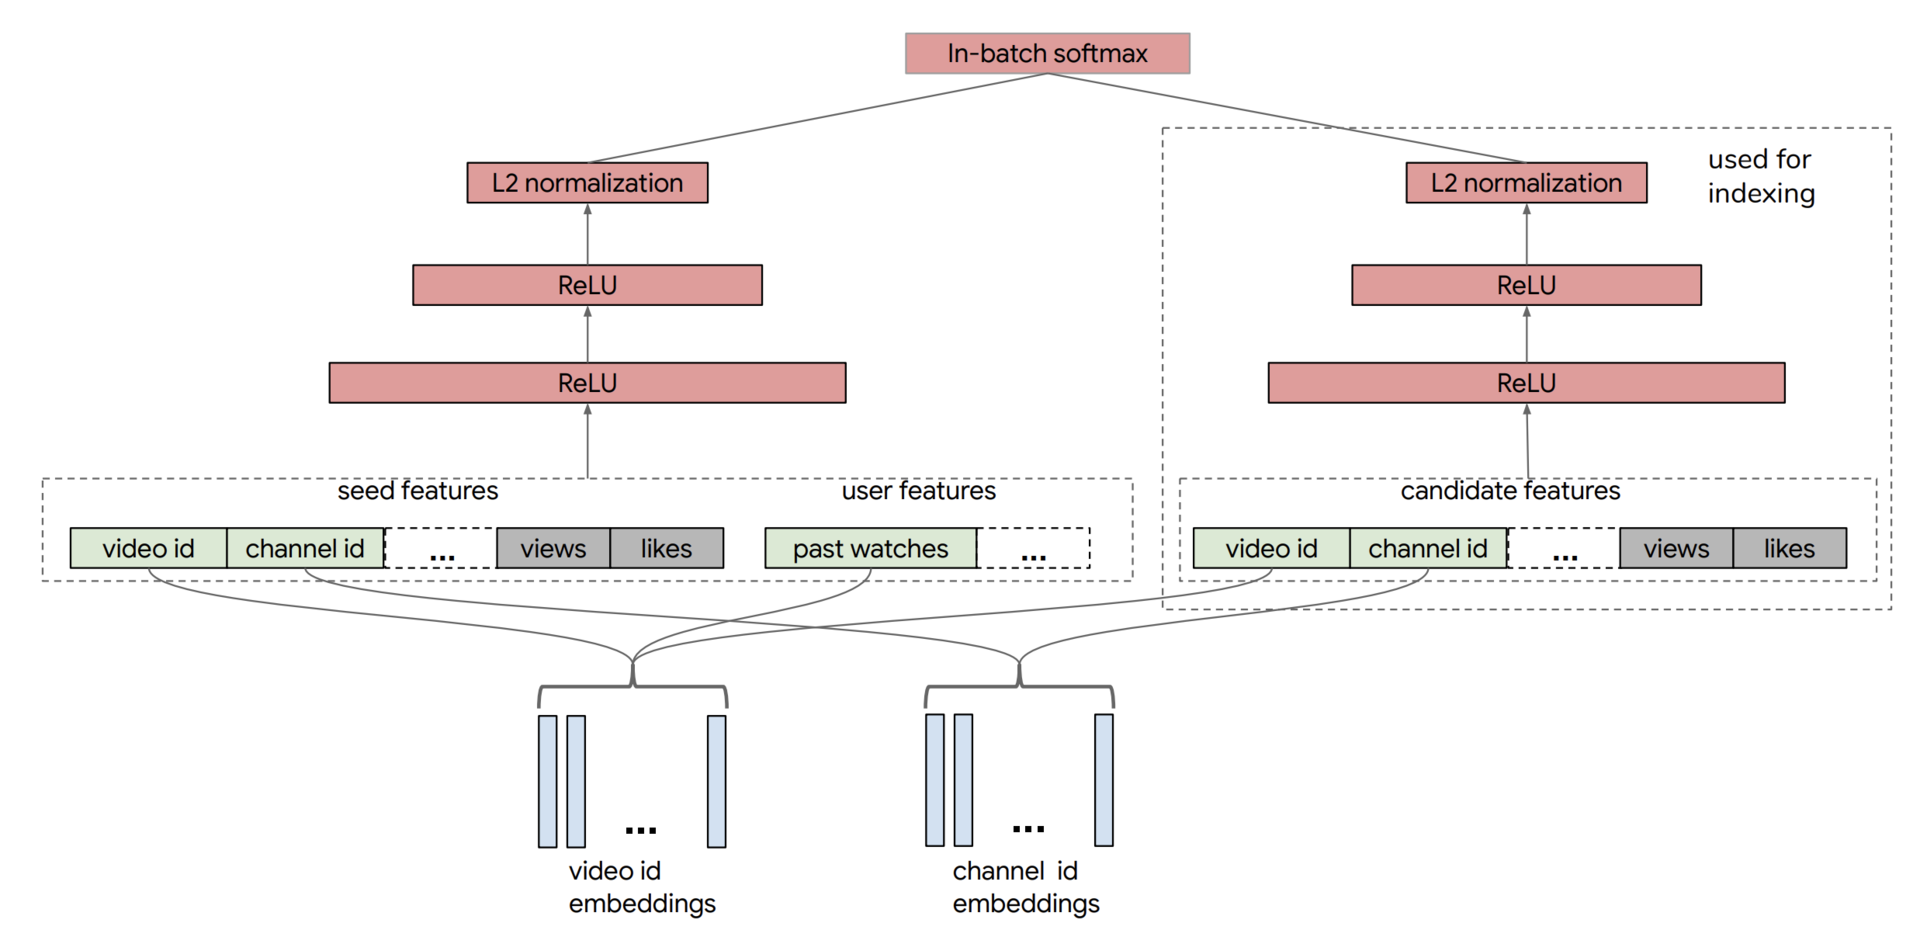 In-batch softmax
used for
indexing
L2 normalization
L2 normalization
ReLU
ReLU
ReLU
ReLU
seed features
user features
candidate features
video id channel id ... views likes
past watches ...
video id channel id ... views likes
...
...
video id
embeddings
channel id
embeddings